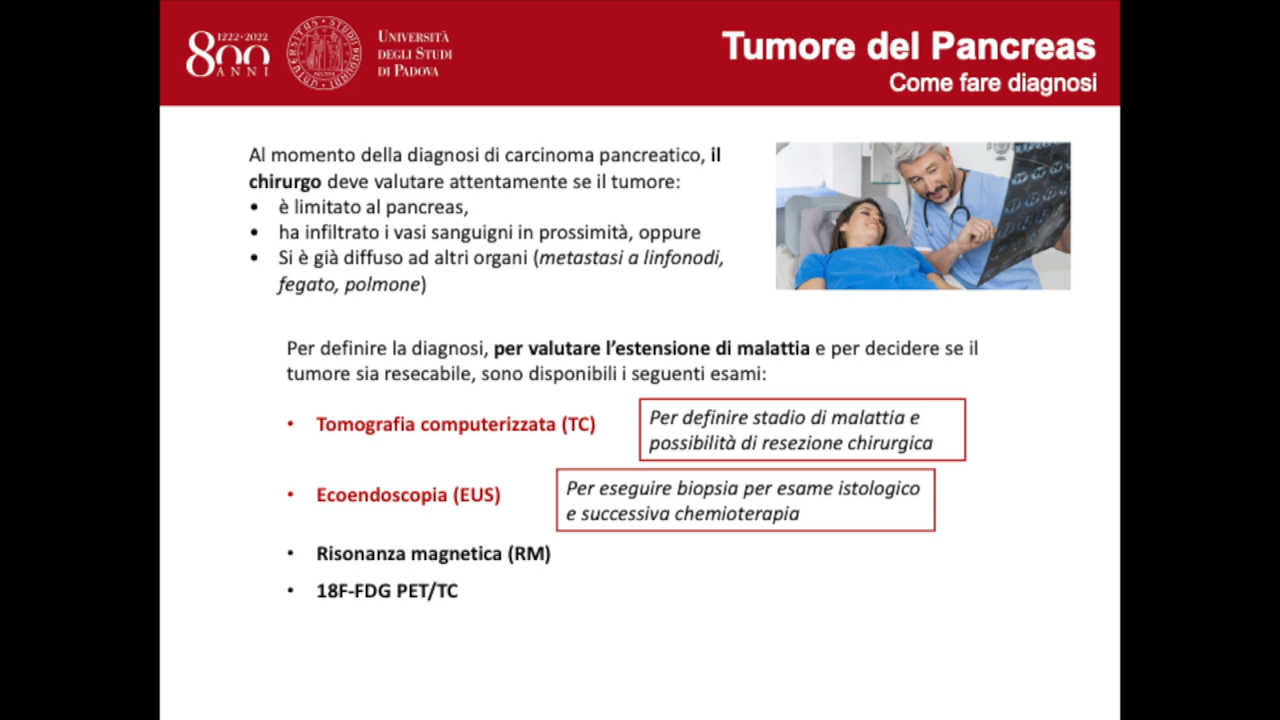 1222·2022
800
ANNI
UNIVERSITÀ
DEGLI STUDI
DI PADOVA
Tumore del Pancreas
Come fare diagnosi
Al momento della diagnosi di carcinoma pancreatico, il
chirurgo deve valutare attentamente se il tumore:
• è limitato al pancreas,
• ha infiltrato i vasi sanguigni in prossimità, oppure
• Si è già diffuso ad altri organi (metastasi a linfonodi,
fegato, polmone)
Per definire la diagnosi, per valutare l'estensione di malattia e per decidere se il
tumore sia resecabile, sono disponibili i seguenti esami:
• Tomografia computerizzata (TC)
Per definire stadio di malattia e
possibilità di resezione chirurgica
• Ecoendoscopia (EUS)
Per eseguire biopsia per esame istologico
e successiva chemioterapia
• Risonanza magnetica (RM)
• 18F-FDG PET/TC